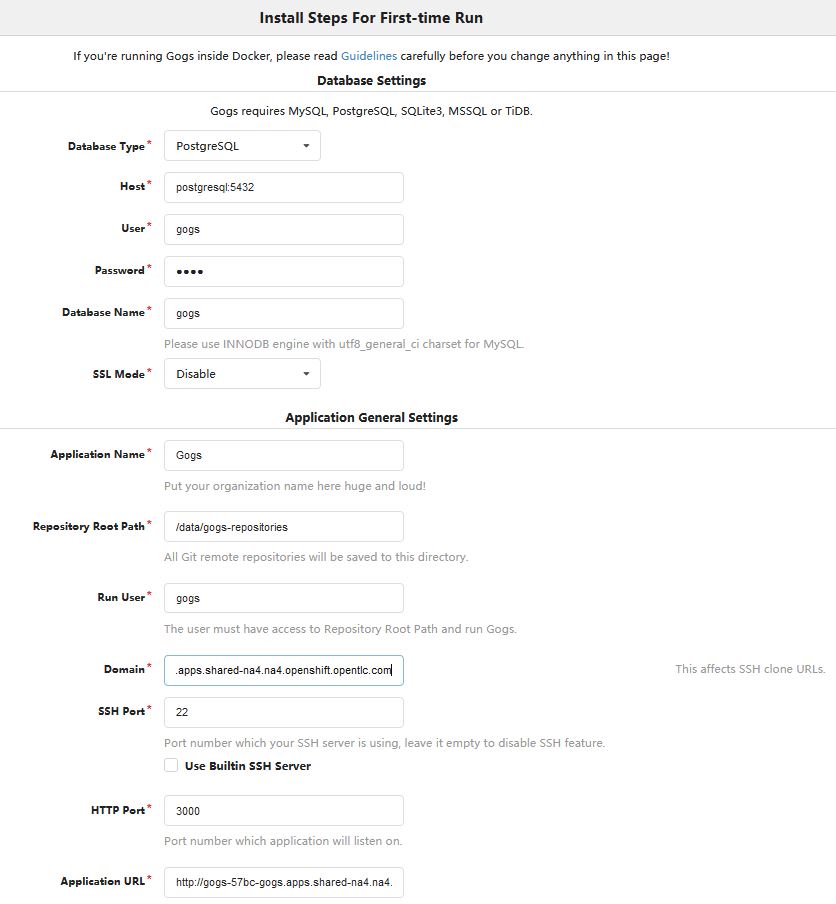 Install Steps For First-time Run
If you're running Gogs inside Docker, please read Guidelines carefully before you change anything in this page!
Database Settings
Gogs requires MySQL, PostgreSQL, SQLite3, MSSQL or TiDB.
Database Type* PostgreSQL
Host* postgresql:5432
User* gogs
Password* ••••
Database Name* gogs
Please use INNODB engine with utf8_general_ci charset for MySQL.
SSL Mode* Disable
Application General Settings
Application Name* Gogs
Put your organization name here huge and loud!
Repository Root Path* /data/gogs-repositories
All Git remote repositories will be saved to this directory.
Run User* gogs
The user must have access to Repository Root Path and run Gogs.
Domain* .apps.shared-na4.na4.openshift.opentlc.com This affects SSH clone URLs.
SSH Port* 22
Port number which your SSH server is using, leave it empty to disable SSH feature.
Use Builtin SSH Server
HTTP Port* 3000
Port number which application will listen on.
Application URL* http://gogs-57bc-gogs.apps.shared-na4.na4.